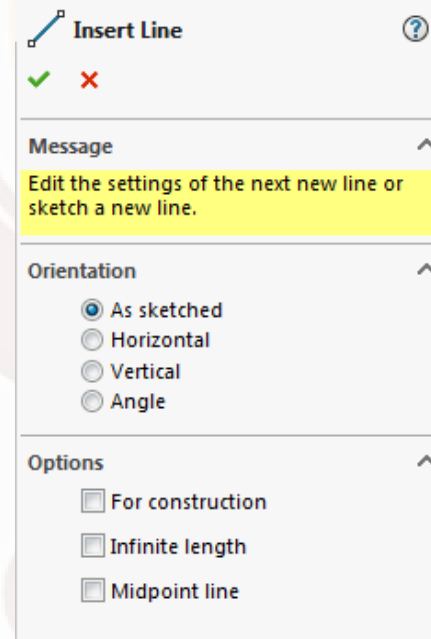 Insert Line
Message
Edit the settings of the next new line or
sketch a new line.
Orientation
As sketched
Horizontal
Vertical
Angle
Options
For construction
Infinite length
Midpoint line